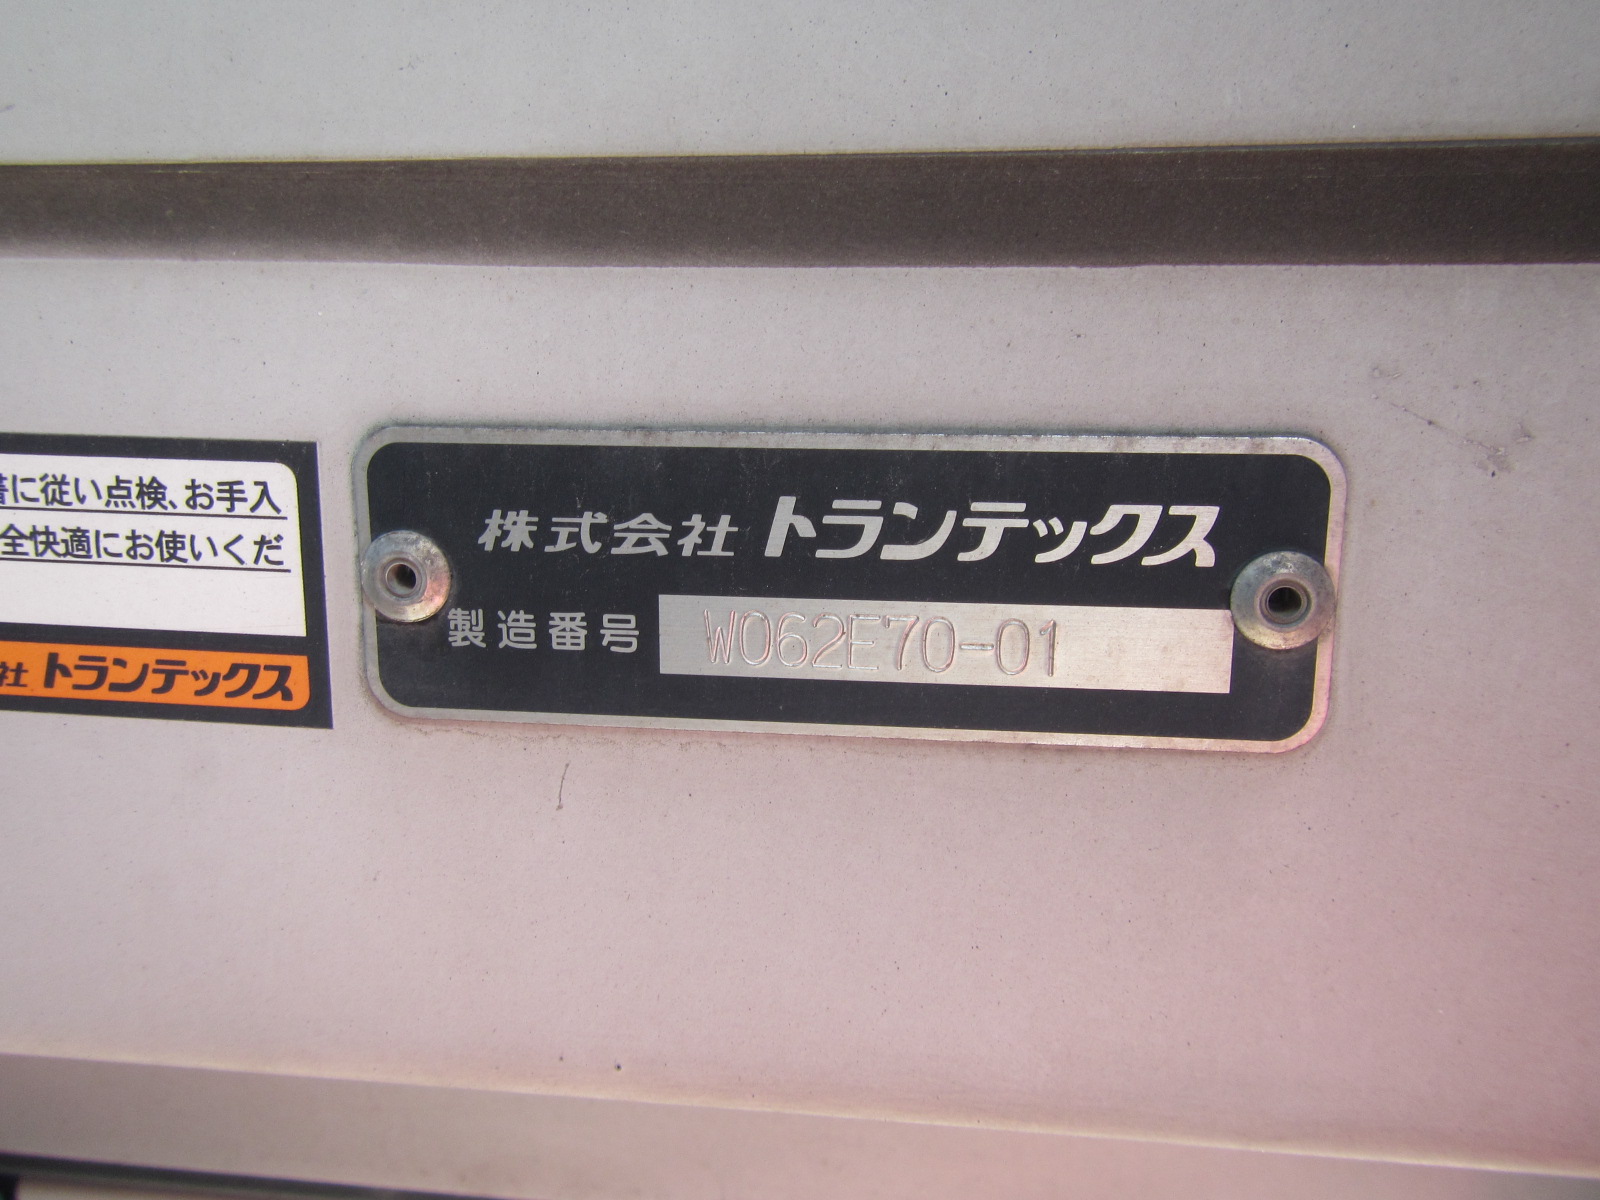 に従い点検、お手入
全快適にお使いくだ
社 トランテックス
株式会社 トランテックス
製造番号 W062E70-01